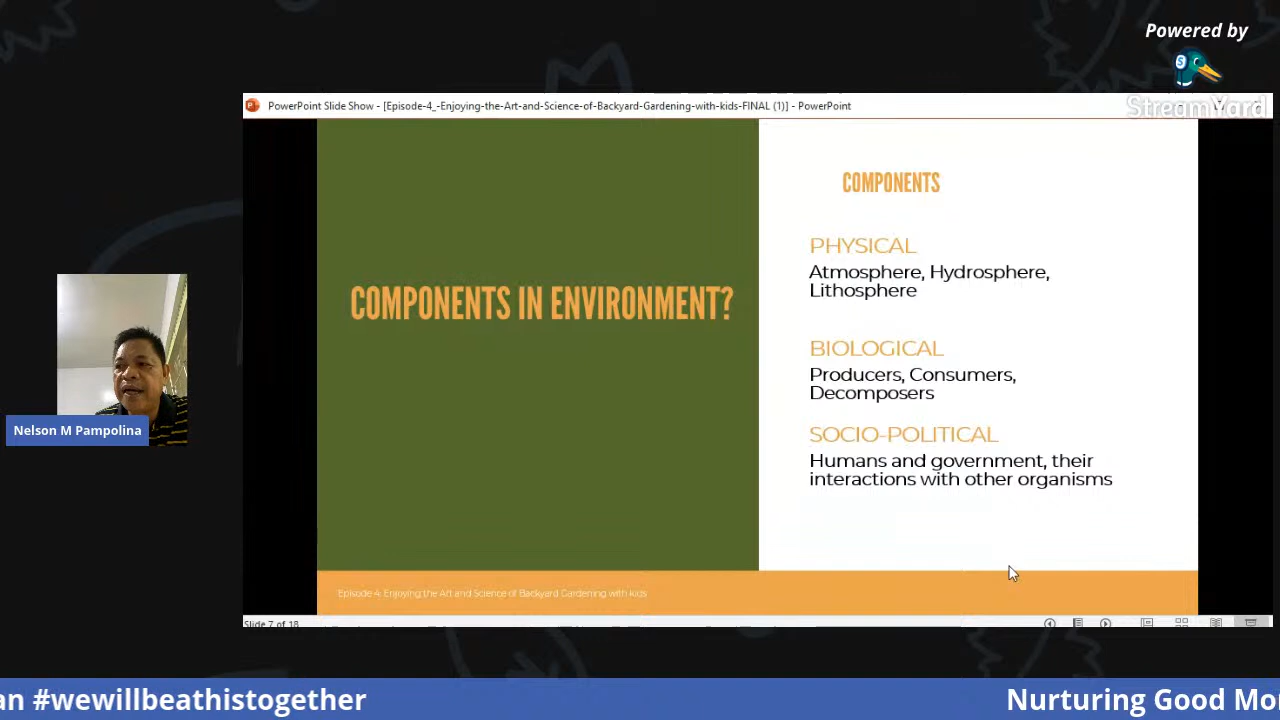 Powered by
StreamYard
PowerPoint Slide Show - [Episode-4_-Enjoying-the-Art-and-Science-of-Backyard-Gardening-with-kids-FINAL (1)] - PowerPoint
COMPONENTS IN ENVIRONMENT?
COMPONENTS
PHYSICAL
Atmosphere, Hydrosphere,
Lithosphere
BIOLOGICAL
Producers, Consumers,
Decomposers
SOCIO-POLITICAL
Humans and government, their
interactions with other organisms
Nelson M Pampolina
Episode 4: Enjoying the Art and Science of Backyard Gardening with kids
Slide 7 of 18
an #wewillbeathistogether
Nurturing Good Mo